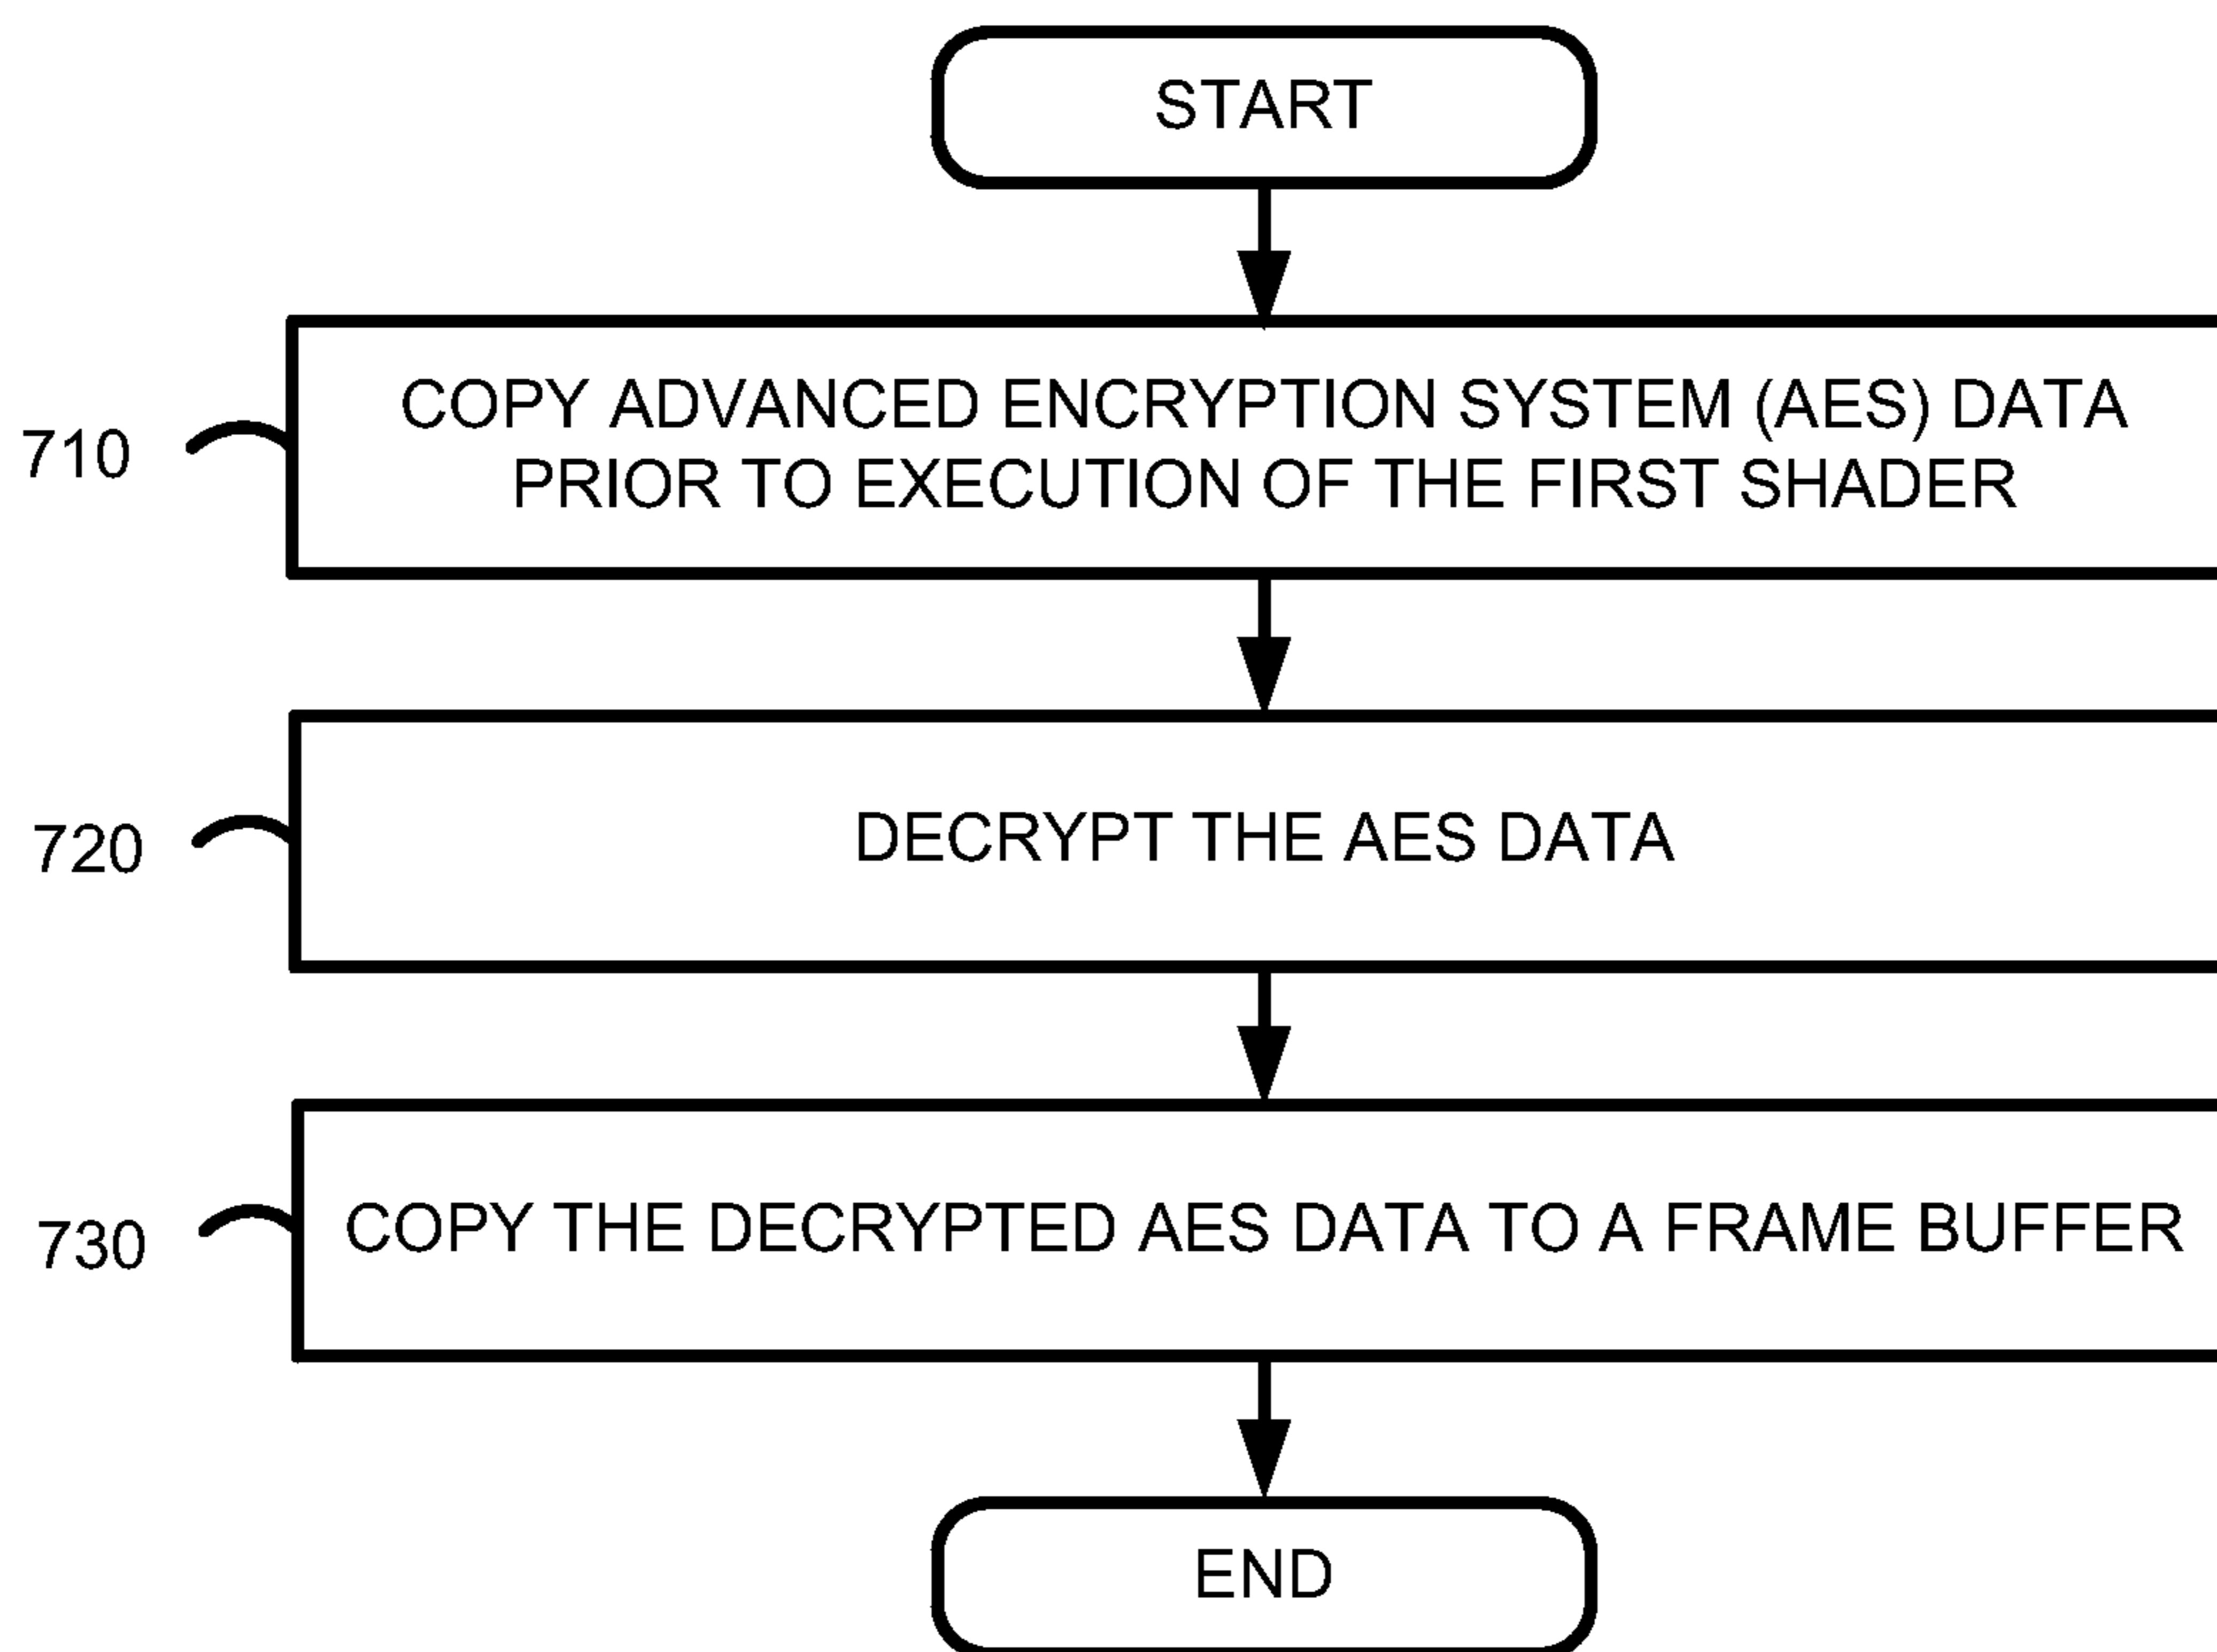 START
710
COPY ADVANCED ENCRYPTION SYSTEM (AES) DATA
PRIOR TO EXECUTION OF THE FIRST SHADER
720
DECRYPT THE AES DATA
730
COPY THE DECRYPTED AES DATA TO A FRAME BUFFER
END